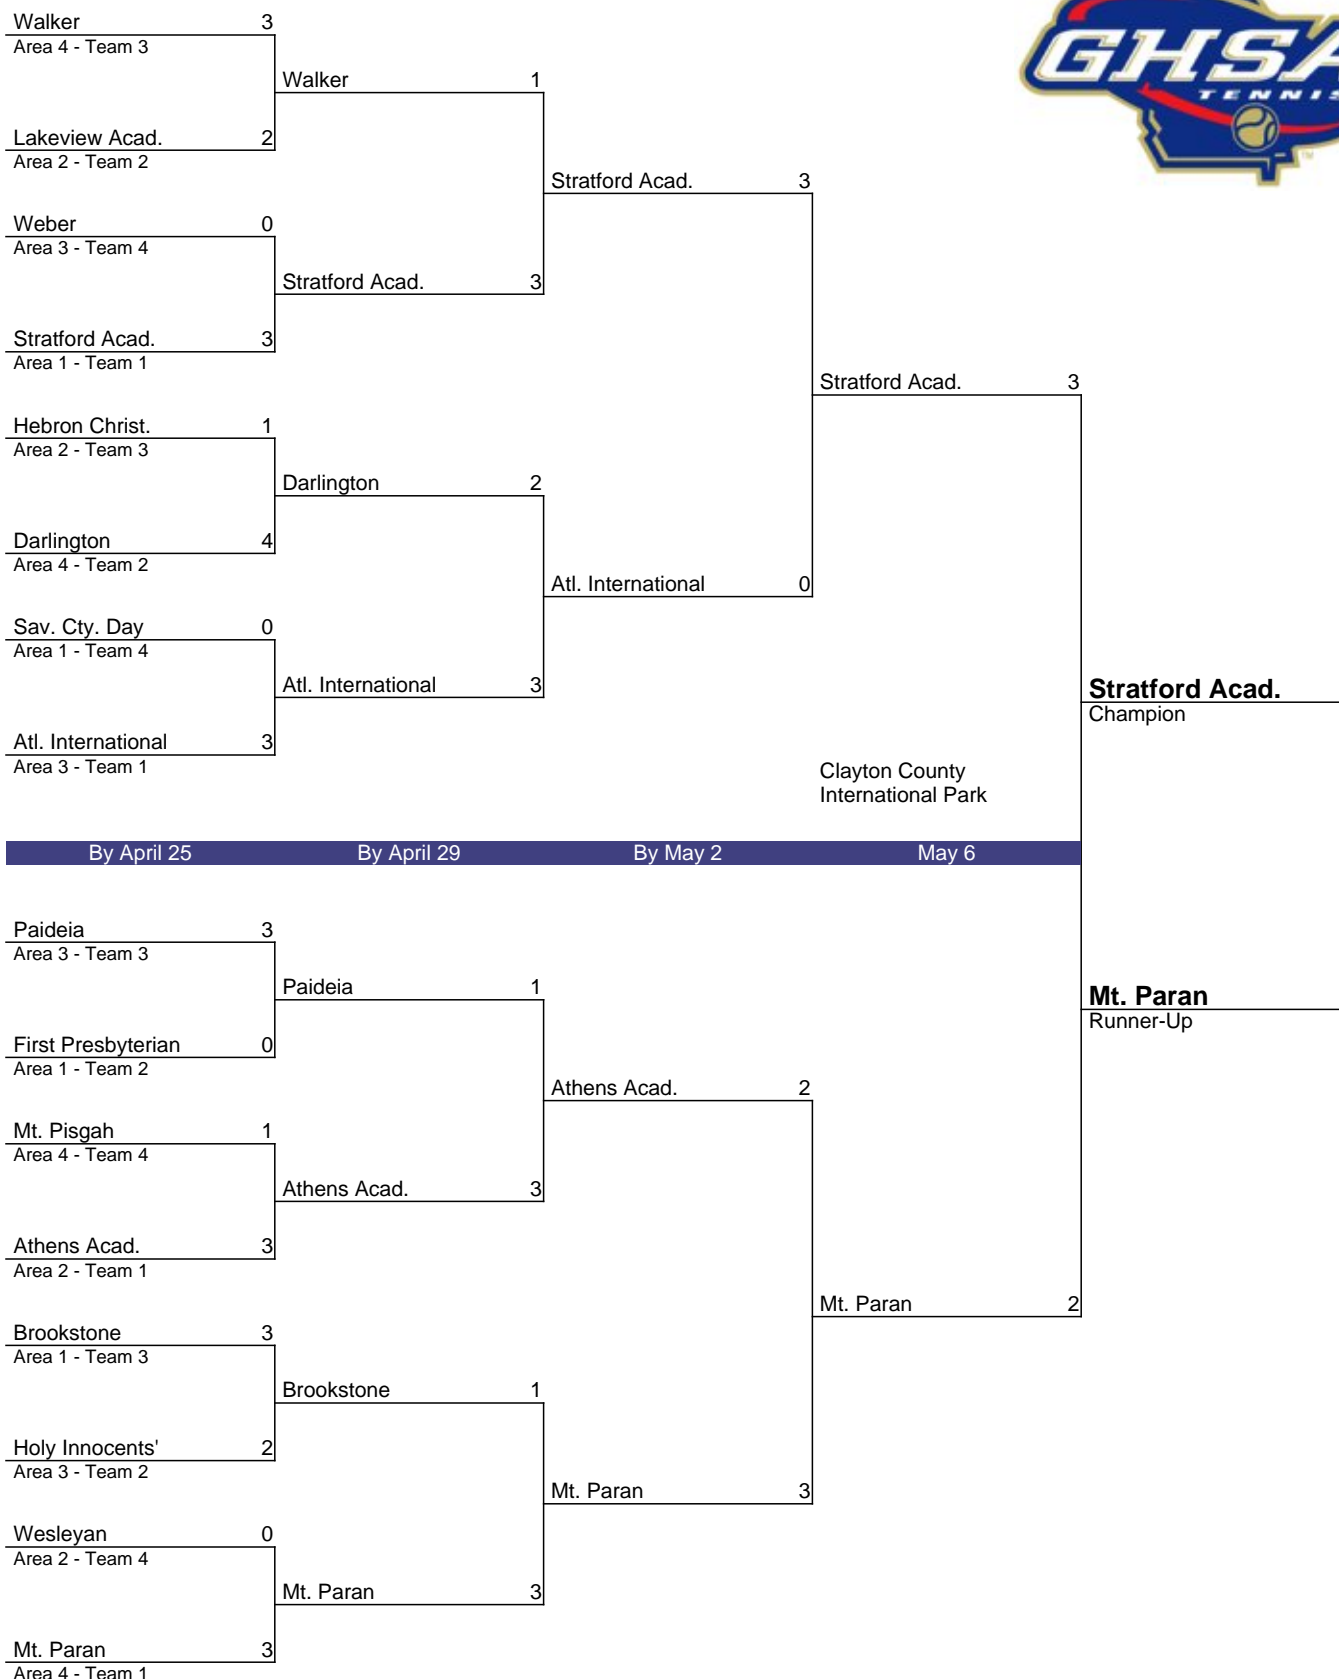 Walker 3
Area 4 - Team 3
Walker 1
Lakeview Acad. 2
Area 2 - Team 2
Stratford Acad. 3
Weber 0
Area 3 - Team 4
Stratford Acad. 3
Stratford Acad. 3
Area 1 - Team 1
Stratford Acad. 3
Hebron Christ. 1
Area 2 - Team 3
Darlington 2
Darlington 4
Area 4 - Team 2
Atl. International 0
Sav. Cty. Day 0
Area 1 - Team 4
Atl. International 3
Stratford Acad.
Champion
Atl. International 3
Area 3 - Team 1
Clayton County
International Park
By April 25 By April 29 By May 2 May 6
Paideia 3
Area 3 - Team 3
Paideia 1
Mt. Paran
Runner-Up
First Presbyterian 0
Area 1 - Team 2
Athens Acad. 2
Mt. Pisgah 1
Area 4 - Team 4
Athens Acad. 3
Athens Acad. 3
Area 2 - Team 1
Mt. Paran 2
Brookstone 3
Area 1 - Team 3
Brookstone 1
Holy Innocents' 2
Area 3 - Team 2
Mt. Paran 3
Wesleyan 0
Area 2 - Team 4
Mt. Paran 3
Mt. Paran 3
Area 4 - Team 1
GHSA
TENNIS